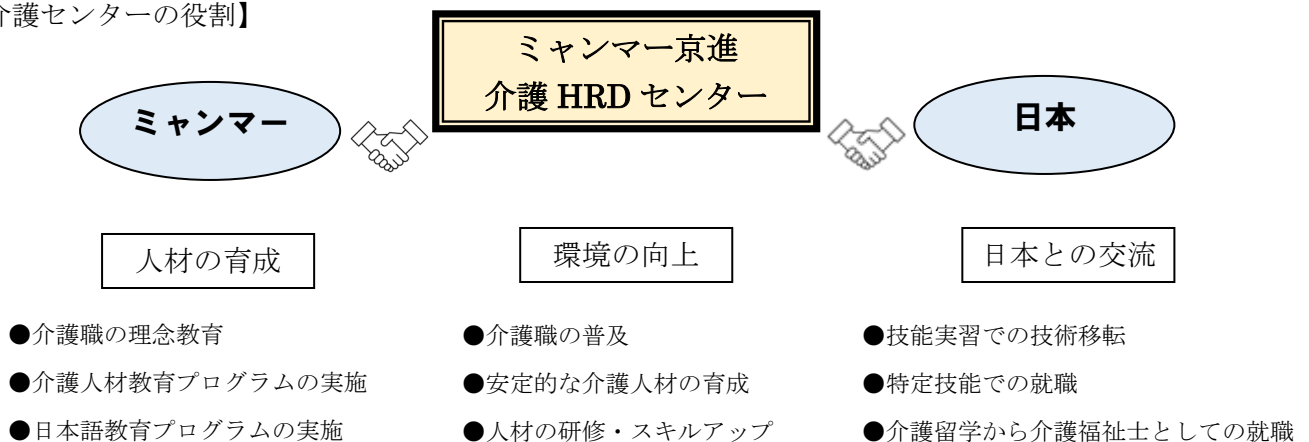 介護センターの役割】
ミャンマー京進
介護 HRD センター
ミャンマー
日本
人材の育成
環境の向上
日本との交流
●介護職の理念教育
●介護職の普及
●技能実習での技術移転
●介護人材教育プログラムの実施
●安定的な介護人材の育成
●特定技能での就職
●日本語教育プログラムの実施
●人材の研修・スキルアップ
●介護留学から介護福祉士としての就職